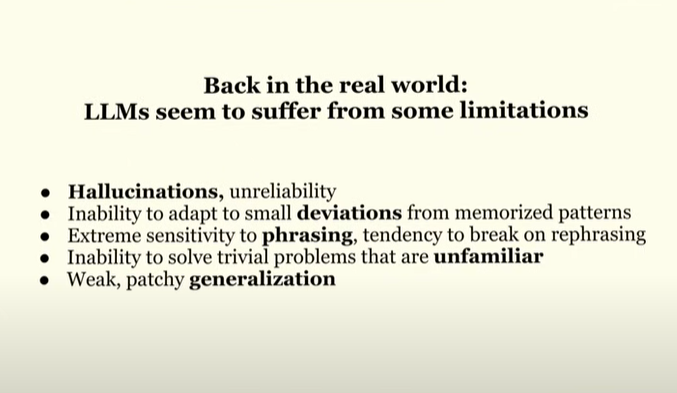 Back in the real world:
LLMs seem to suffer from some limitations
● Hallucinations, unreliability
● Inability to adapt to small deviations from memorized patterns
● Extreme sensitivity to phrasing, tendency to break on rephrasing
● Inability to solve trivial problems that are unfamiliar
● Weak, patchy generalization